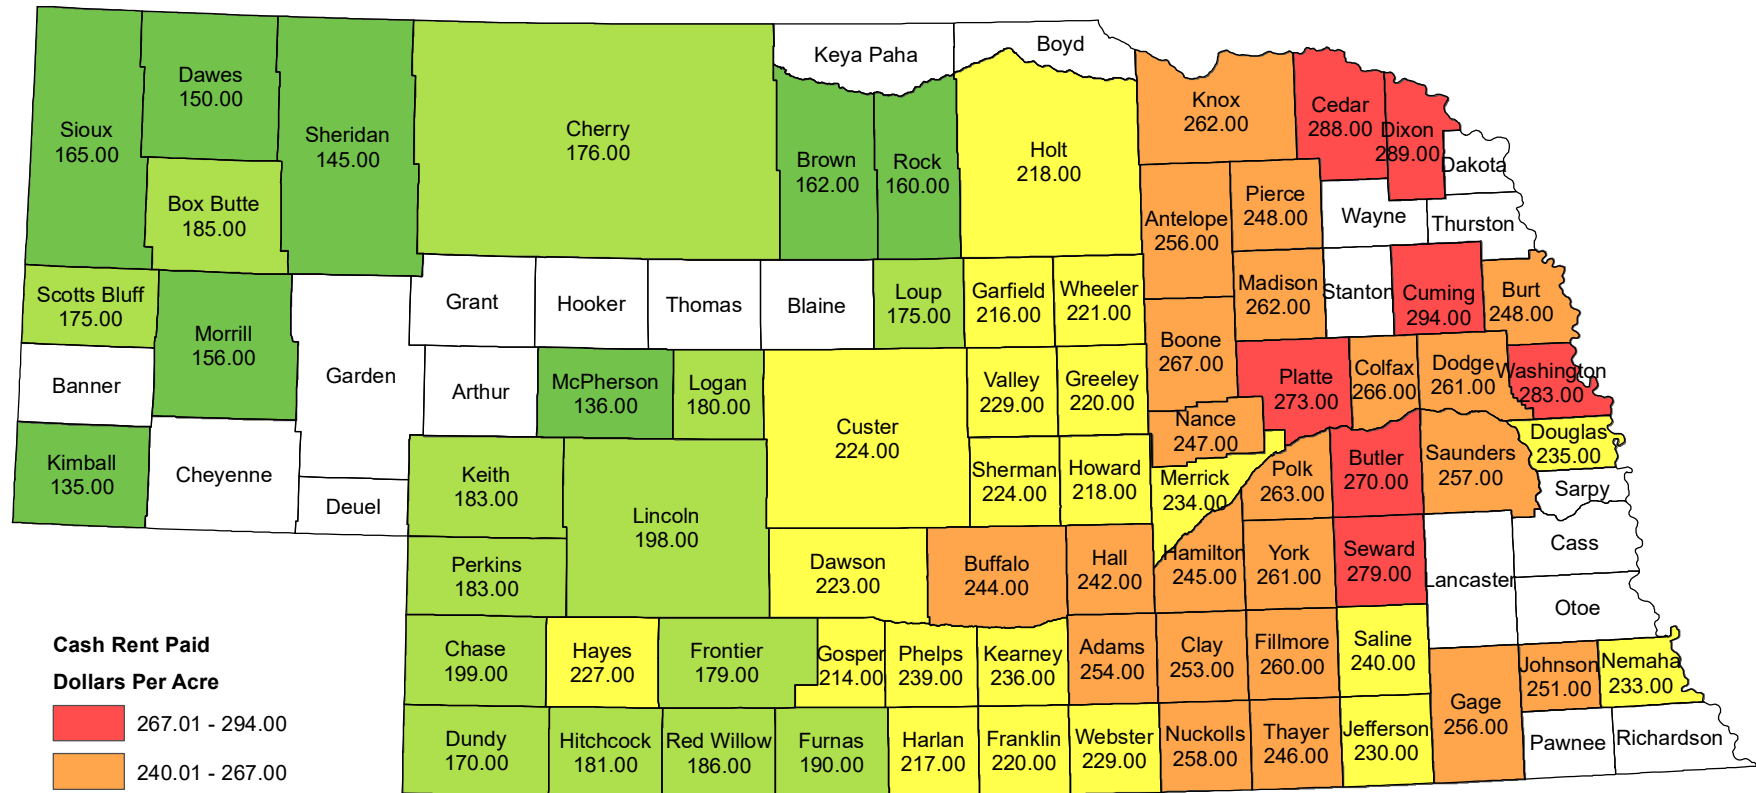 Keya Paha
Boyd
Dawes
150.00
Sioux
165.00
Sheridan
145.00
Cherry
176.00
Brown
162.00
Rock
160.00
Holt
218.00
Knox
262.00
Cedar
288.00
Dixon
289.00
Dakota
Box Butte
185.00
Antelope
256.00
Pierce
248.00
Wayne
Thurston
Scotts Bluff
175.00
Morrill
156.00
Grant
Hooker
Thomas
Blaine
Loup
175.00
Garfield
216.00
Wheeler
221.00
Madison
262.00
Stanton
Cuming
294.00
Burt
248.00
Banner
Garden
Arthur
McPherson
136.00
Logan
180.00
Custer
224.00
Valley
229.00
Greeley
220.00
Boone
267.00
Platte
273.00
Colfax
266.00
Dodge
261.00
Washington
283.00
Nance
247.00
Kimball
135.00
Cheyenne
Deuel
Keith
183.00
Lincoln
198.00
Sherman
224.00
Howard
218.00
Merrick
234.00
Polk
263.00
Butler
270.00
Saunders
257.00
Douglas
235.00
Sarpy
Perkins
183.00
Dawson
223.00
Buffalo
244.00
Hall
242.00
Hamilton
245.00
York
261.00
Seward
279.00
Lancaster
Cass
Otoe
Chase
199.00
Hayes
227.00
Frontier
179.00
Gosper
214.00
Phelps
239.00
Kearney
236.00
Adams
254.00
Clay
253.00
Fillmore
260.00
Saline
240.00
Gage
256.00
Johnson
251.00
Nemaha
233.00
Dundy
170.00
Hitchcock
181.00
Red Willow
186.00
Furnas
190.00
Harlan
217.00
Franklin
220.00
Webster
229.00
Nuckolls
258.00
Thayer
246.00
Jefferson
230.00
Pawnee
Richardson
Cash Rent Paid
Dollars Per Acre
267.01 - 294.00
240.01 - 267.00